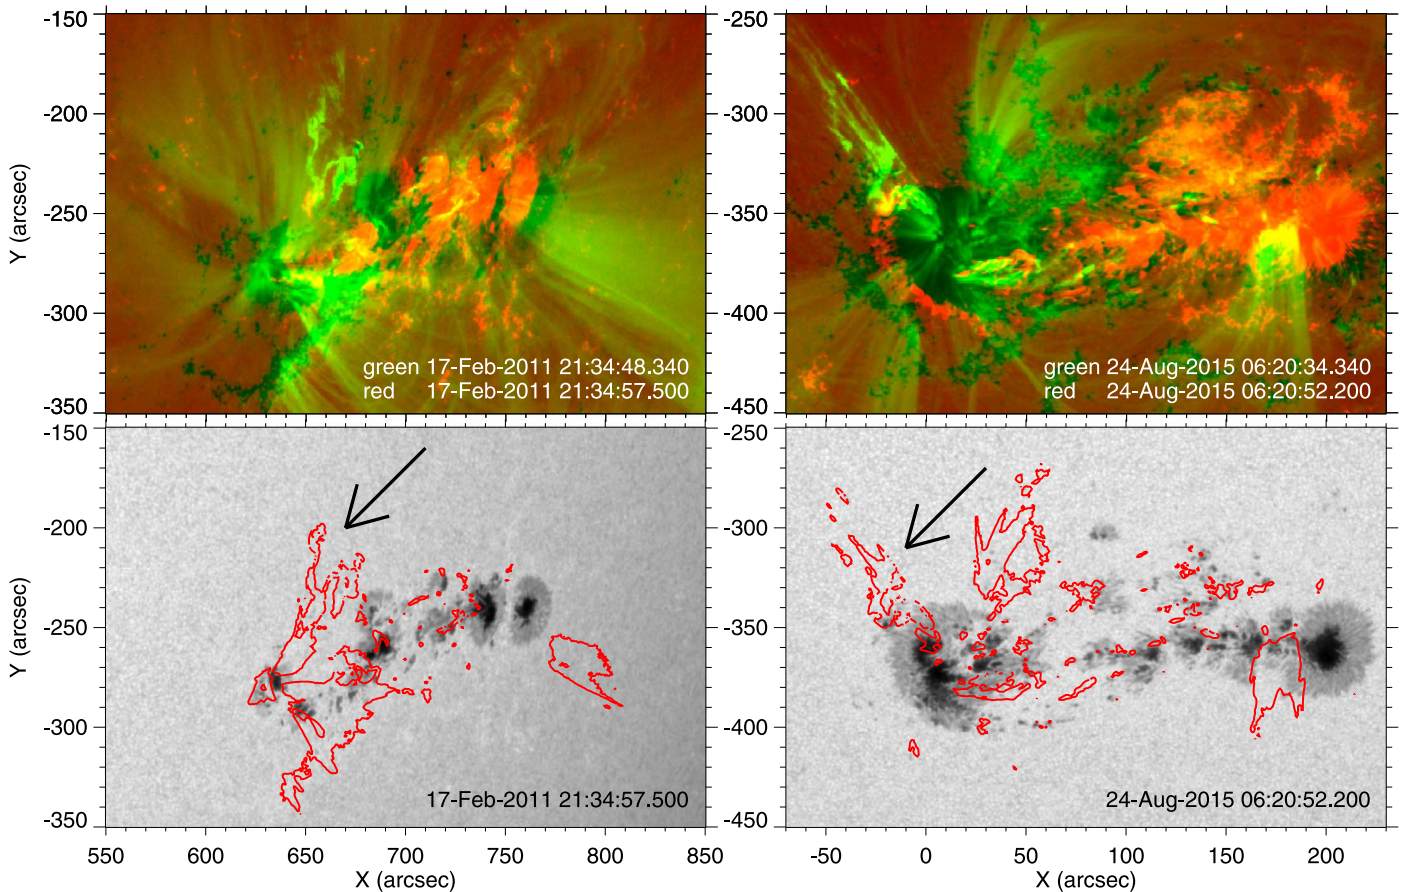 -150
-200
-250
-300
-350
Y (arcsec)
green 17-Feb-2011 21:34:48.340
red 17-Feb-2011 21:34:57.500
-250
-300
-350
-400
-450
green 24-Aug-2015 06:20:34.340
red 24-Aug-2015 06:20:52.200
-150
-200
-250
-300
-350
Y (arcsec)
17-Feb-2011 21:34:57.500
550 600 650 700 750 800 850
X (arcsec)
-250
-300
-350
-400
-450
24-Aug-2015 06:20:52.200
-50 0 50 100 150 200
X (arcsec)